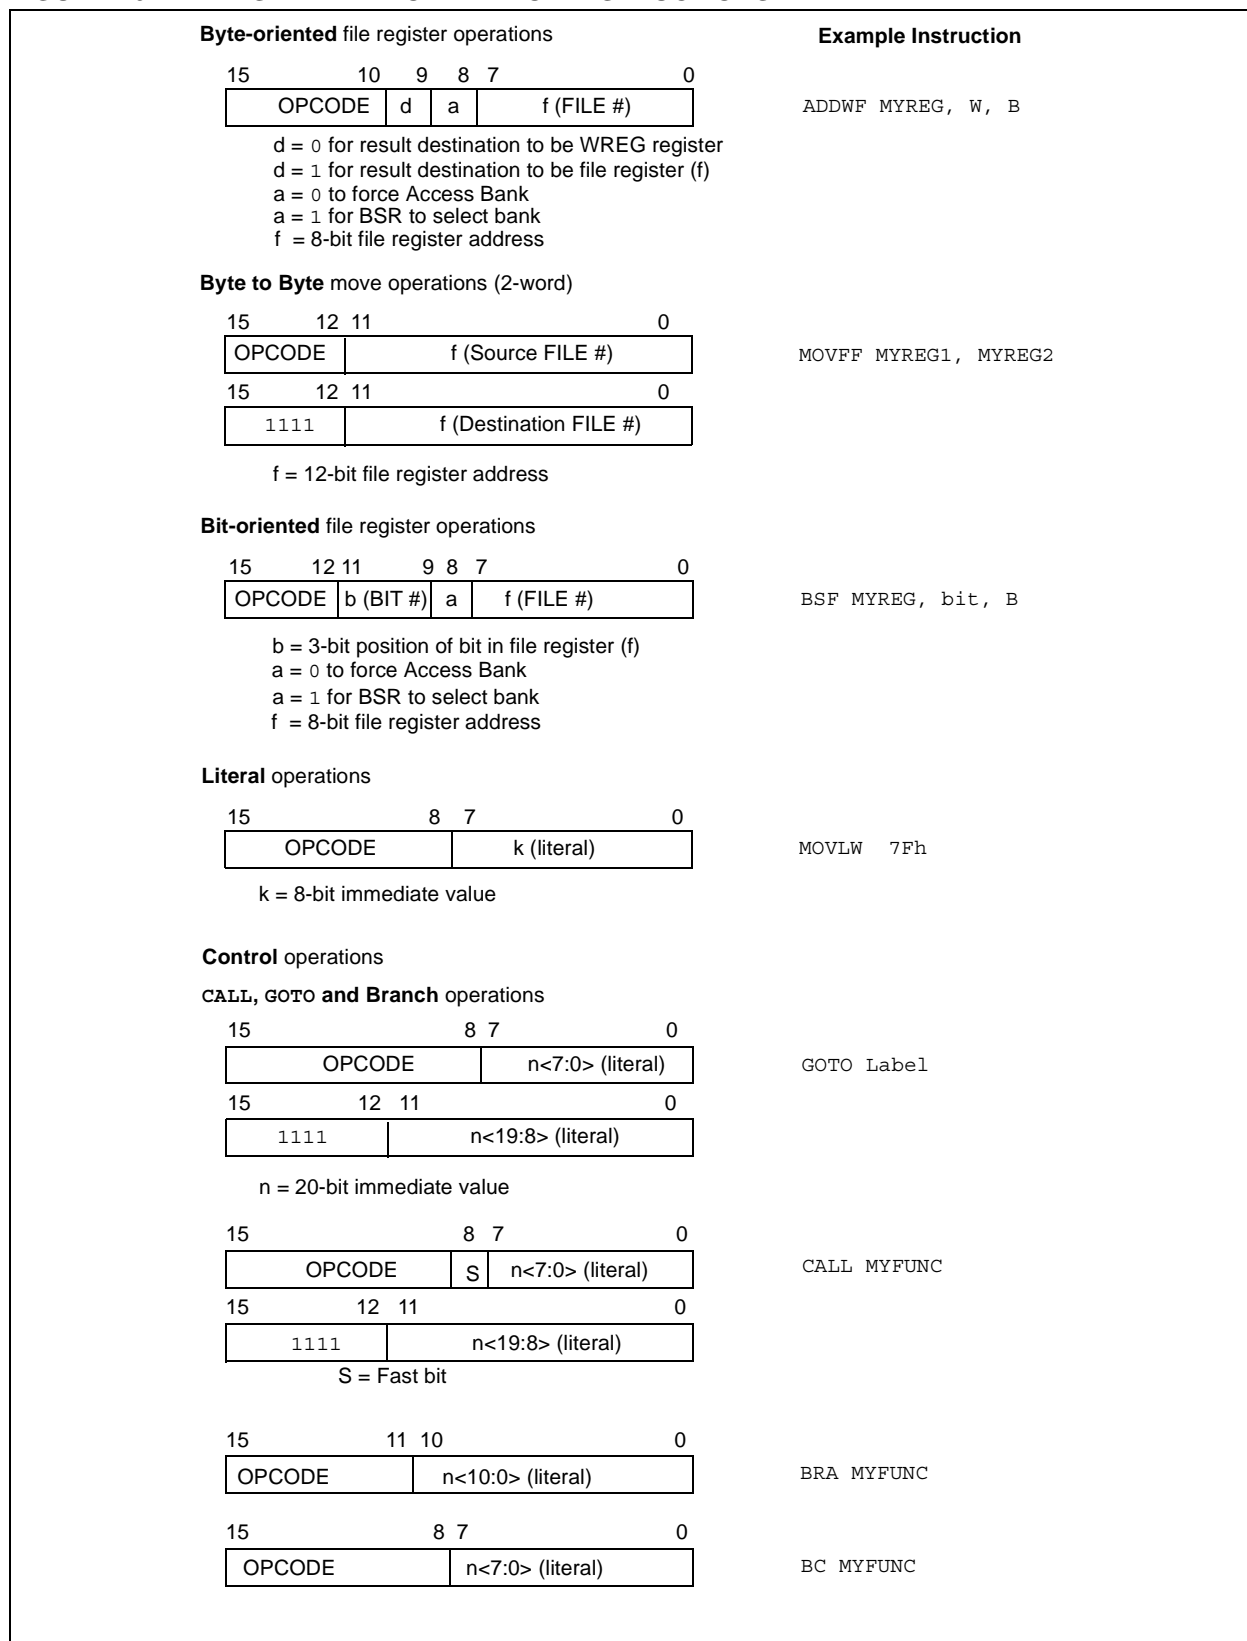 Byte-oriented file register operations Example Instruction
15 10 9 8 7 0
OPCODE d a f (FILE #) ADDWF MYREG, W, B
d = 0 for result destination to be WREG register
d = 1 for result destination to be file register (f)
a = 0 to force Access Bank
a = 1 for BSR to select bank
f = 8-bit file register address
Byte to Byte move operations (2-word)
15 12 11 0
OPCODE f (Source FILE #) MOVFF MYREG1, MYREG2
15 12 11 0
1111 f (Destination FILE #)
f = 12-bit file register address
Bit-oriented file register operations
15 12 11 9 8 7 0
OPCODE b (BIT #) a f (FILE #) BSF MYREG, bit, B
b = 3-bit position of bit in file register (f)
a = 0 to force Access Bank
a = 1 for BSR to select bank
f = 8-bit file register address
Literal operations
15 8 7 0
OPCODE k (literal) MOVLW 7Fh
k = 8-bit immediate value
Control operations
CALL, GOTO and Branch operations
15 8 7 0
OPCODE n<7:0> (literal) GOTO Label
15 12 11 0
1111 n<19:8> (literal)
n = 20-bit immediate value
15 8 7 0
OPCODE S n<7:0> (literal) CALL MYFUNC
15 12 11 0
1111 n<19:8> (literal)
S = Fast bit
15 11 10 0
OPCODE n<10:0> (literal) BRA MYFUNC
15 8 7 0
OPCODE n<7:0> (literal) BC MYFUNC